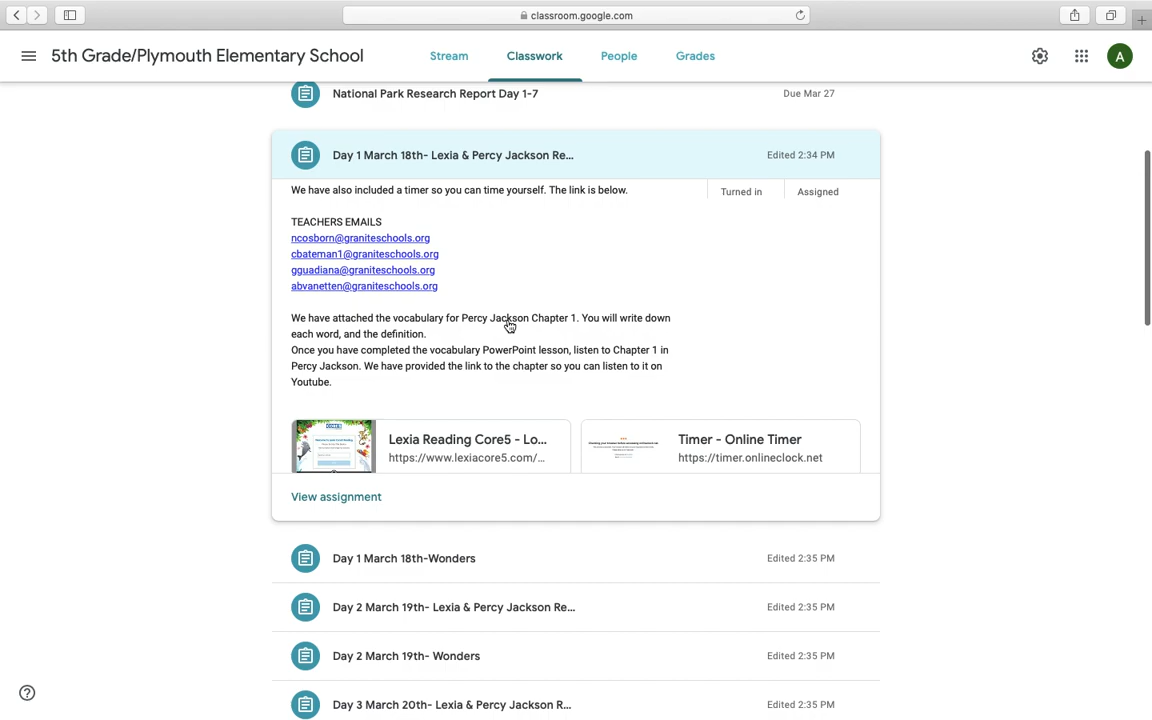 classroom.google.com
5th Grade/Plymouth Elementary School
Stream
Classwork
People
Grades
A
National Park Research Report Day 1-7
Due Mar 27
Day 1 March 18th- Lexia & Percy Jackson Re...
Edited 2:34 PM
We have also included a timer so you can time yourself. The link is below.
Turned in
Assigned
TEACHERS EMAILS
ncosborn@graniteschools.org
cbateman1@graniteschools.org
gguadiana@graniteschools.org
abvanetten@graniteschools.org
We have attached the vocabulary for Percy Jackson Chapter 1. You will write down
each word, and the definition.
Once you have completed the vocabulary PowerPoint lesson, listen to Chapter 1 in
Percy Jackson. We have provided the link to the chapter so you can listen to it on
Youtube.
Lexia Reading Core5 - Lo...
https://www.lexiacore5.com/...
Timer - Online Timer
https://timer.onlineclock.net
View assignment
Day 1 March 18th-Wonders
Edited 2:35 PM
Day 2 March 19th- Lexia & Percy Jackson Re...
Edited 2:35 PM
Day 2 March 19th- Wonders
Edited 2:35 PM
Day 3 March 20th- Lexia & Percy Jackson R...
Edited 2:35 PM